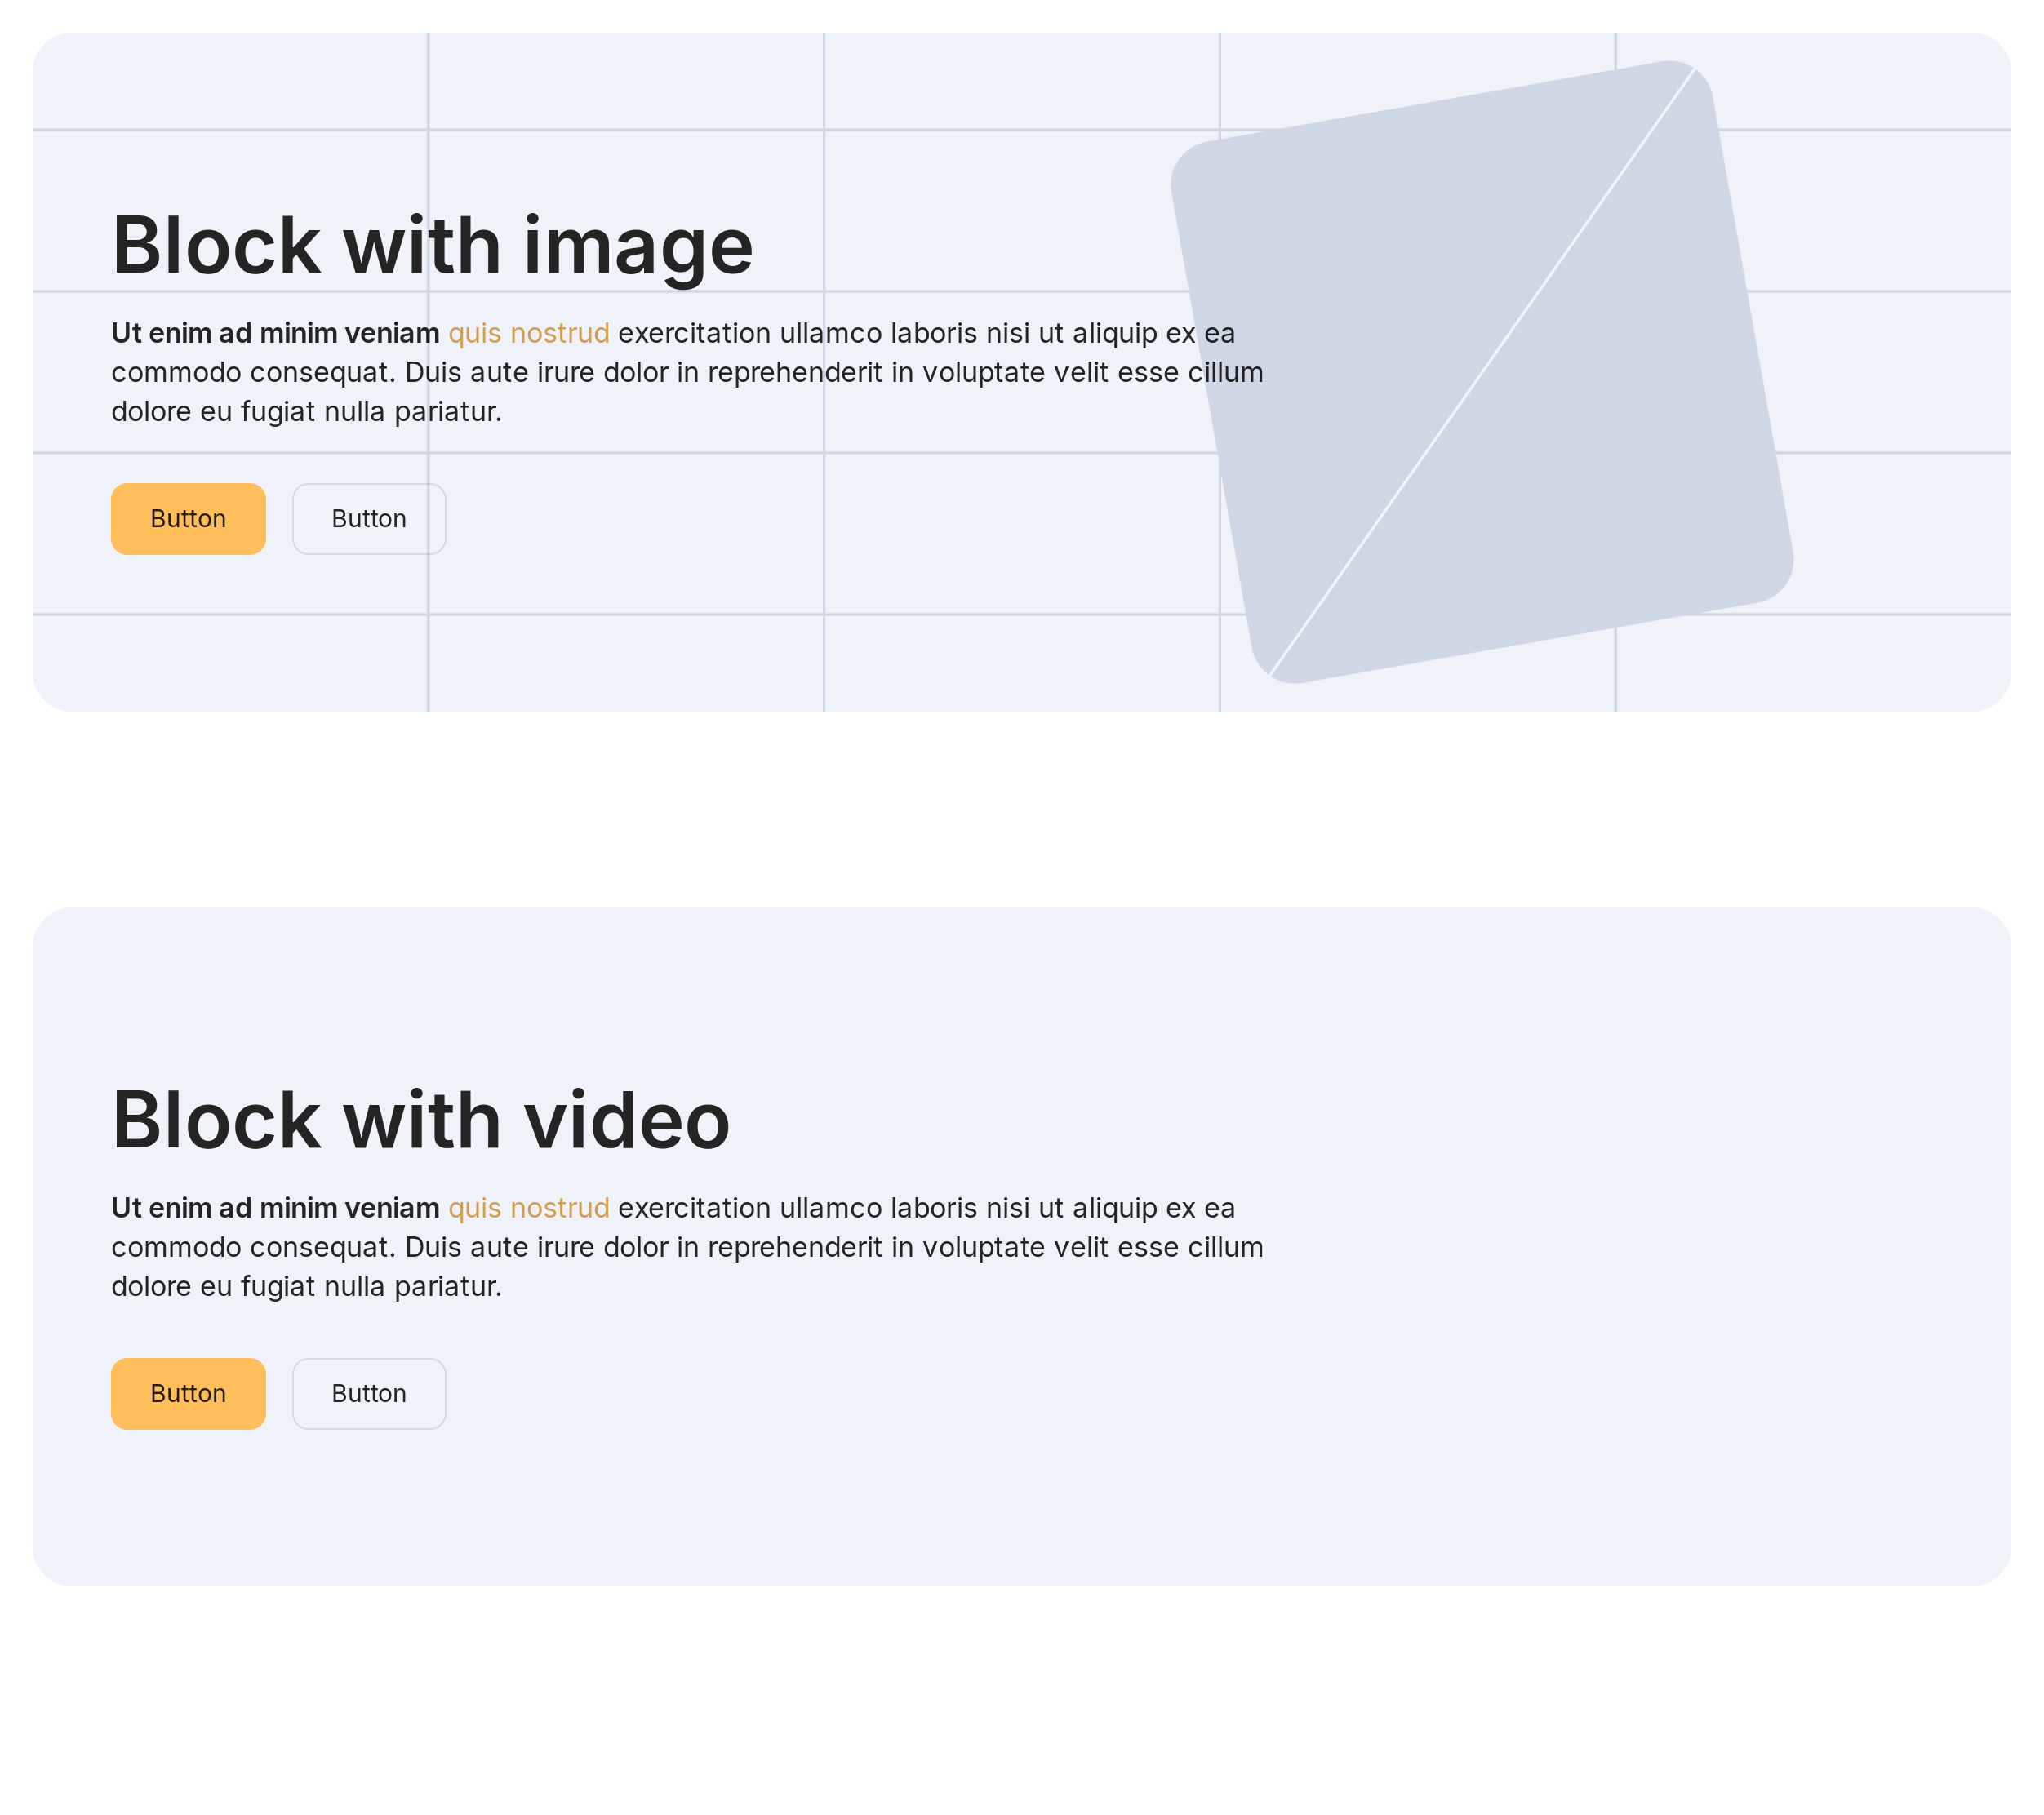 Block with image
Ut enim ad minim veniam quis nostrud exercitation ullamco laboris nisi ut aliquip ex ea
commodo consequat. Duis aute irure dolor in reprehenderit in voluptate velit esse cillum
dolore eu fugiat nulla pariatur.
Button Button
Block with video
Ut enim ad minim veniam quis nostrud exercitation ullamco laboris nisi ut aliquip ex ea
commodo consequat. Duis aute irure dolor in reprehenderit in voluptate velit esse cillum
dolore eu fugiat nulla pariatur.
Button Button